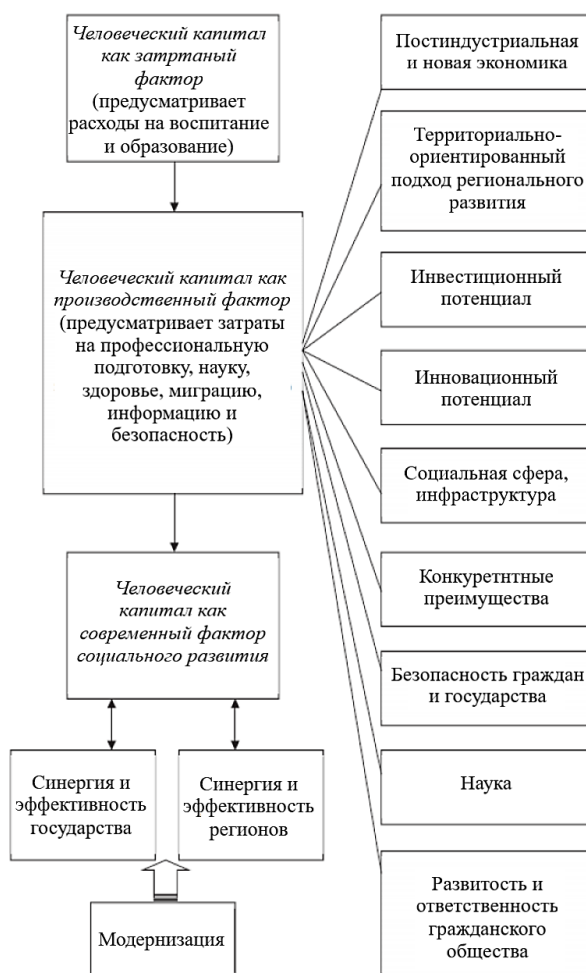 Человеческий капитал
как затртаный
фактор
(предусматривает
расходы на воспитание
и образование)
Человеческий капитал как
производственный фактор
(предусматривает затраты
на профессиональную
подготовку, науку,
здоровье, миграцию,
информацию и
безопасность)
Человеческий
капитал как
современный фактор
социального развития
Синергия и
эффективность
государства
Синергия и
эффективность
регионов
Модернизация
Постиндустриальная
и новая экономика
Территориально-
ориентированный
подход регионального
развития
Инвестиционный
потенциал
Инновационный
потенциал
Социальная сфера,
инфраструктура
Конкуретнтные
преимущества
Безопасность граждан
и государства
Наука
Развитость и
ответственность
гражданского
общества